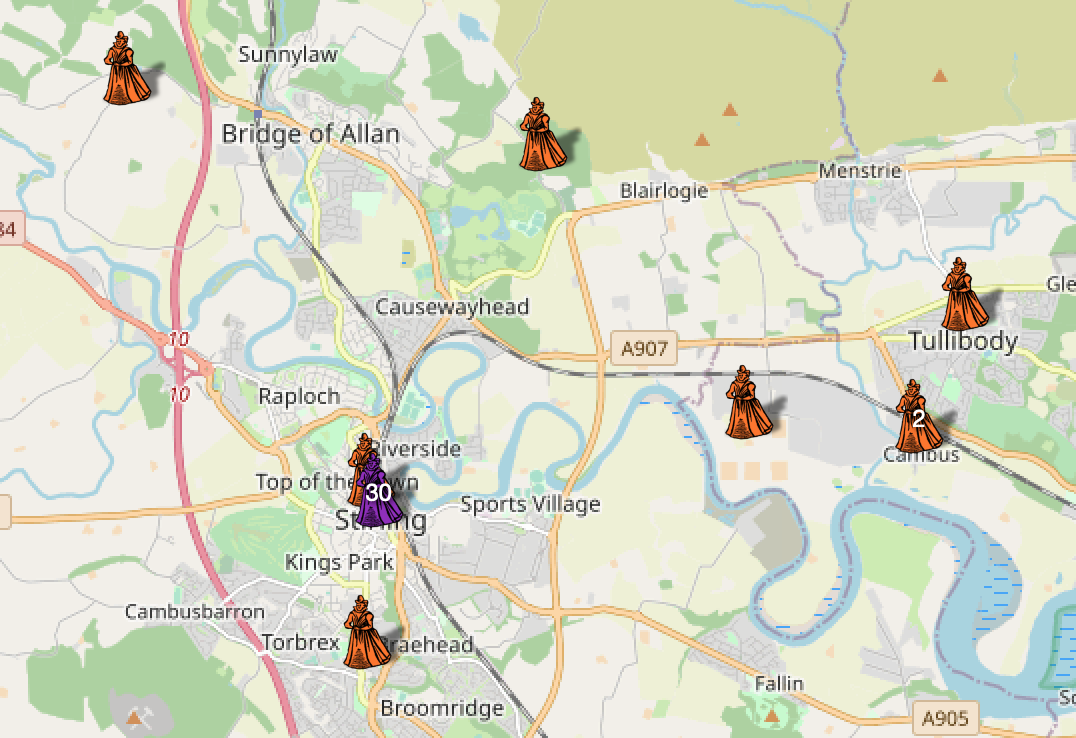 Sunnylaw
Bridge of Allan
Menstrie
Blairlogie
84
Gle
Causewayhead
10
A907
Tullibody
10
Raploch
2
Riverside
Cambus
Top of the Town
30
Sports Village
Stirling
Kings Park
Cambusbarron
Torbrex
Braehead
Fallin
So
Broomridge
A905